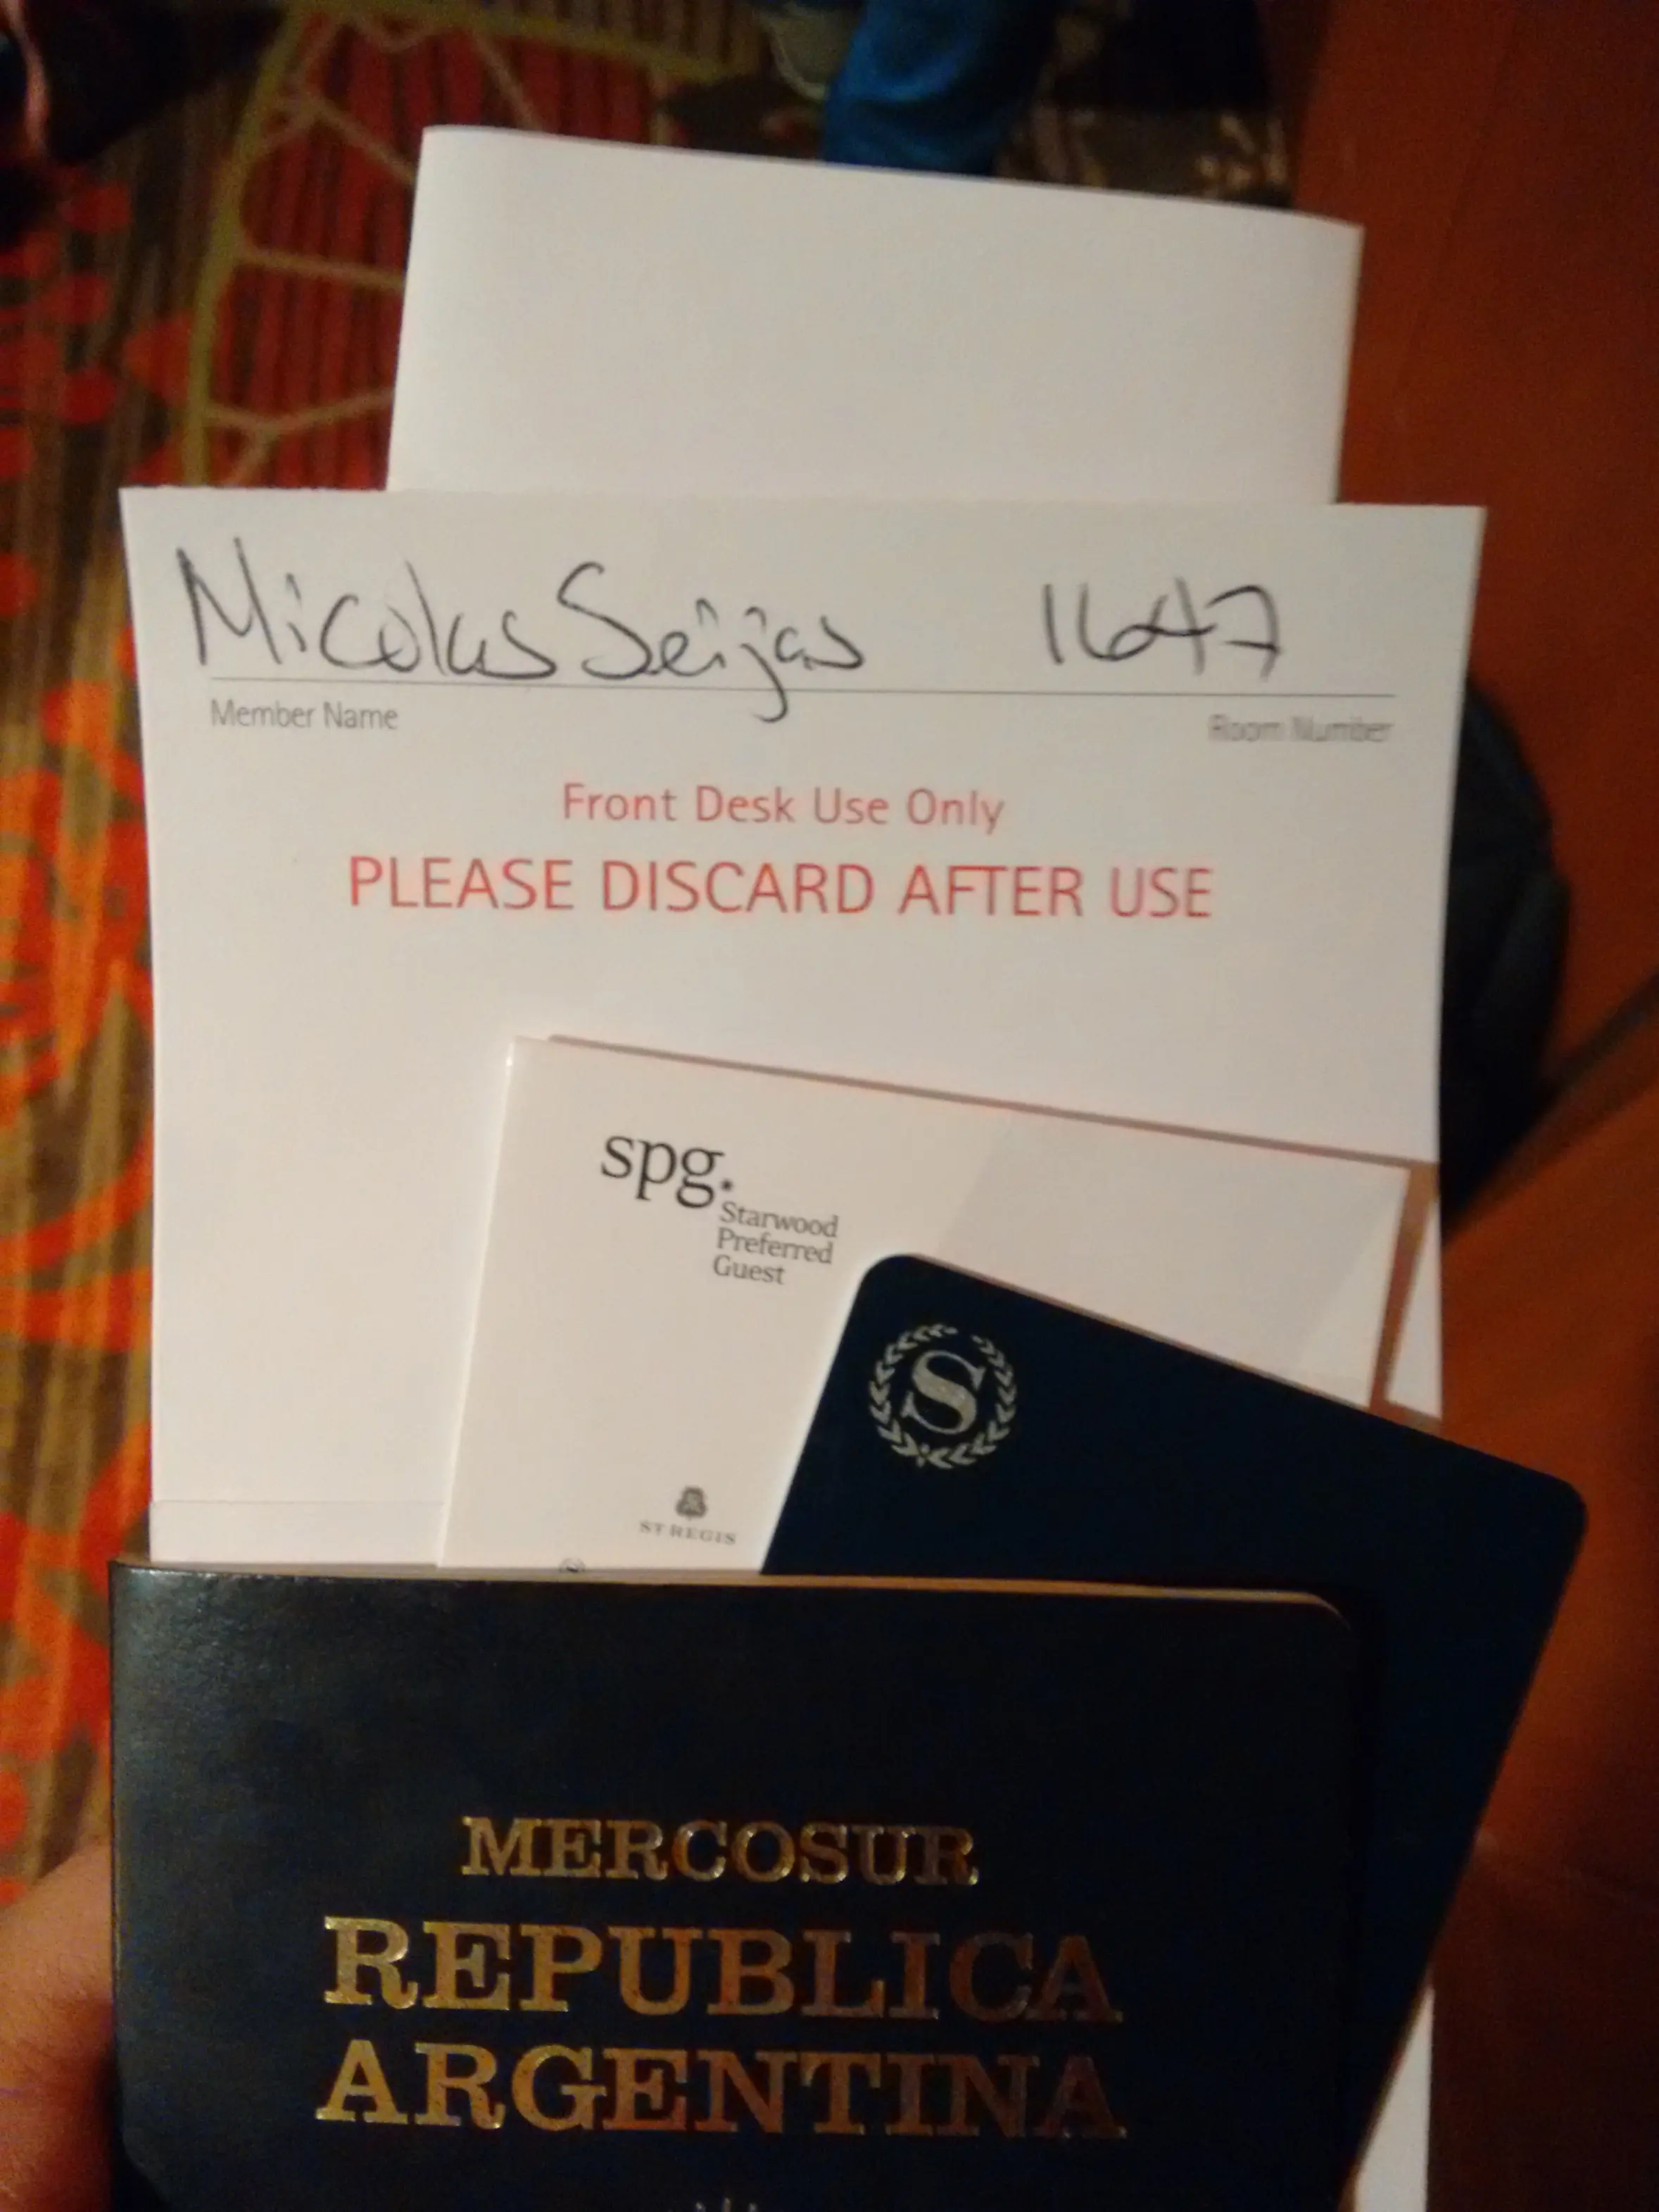 Nicolas Seijas 1647
Member Name Room Number
Front Desk Use Only
PLEASE DISCARD AFTER USE
spg.
Starwood
Preferred
Guest
S
ST REGIS
MERCOSUR
REPUBLICA
ARGENTINA